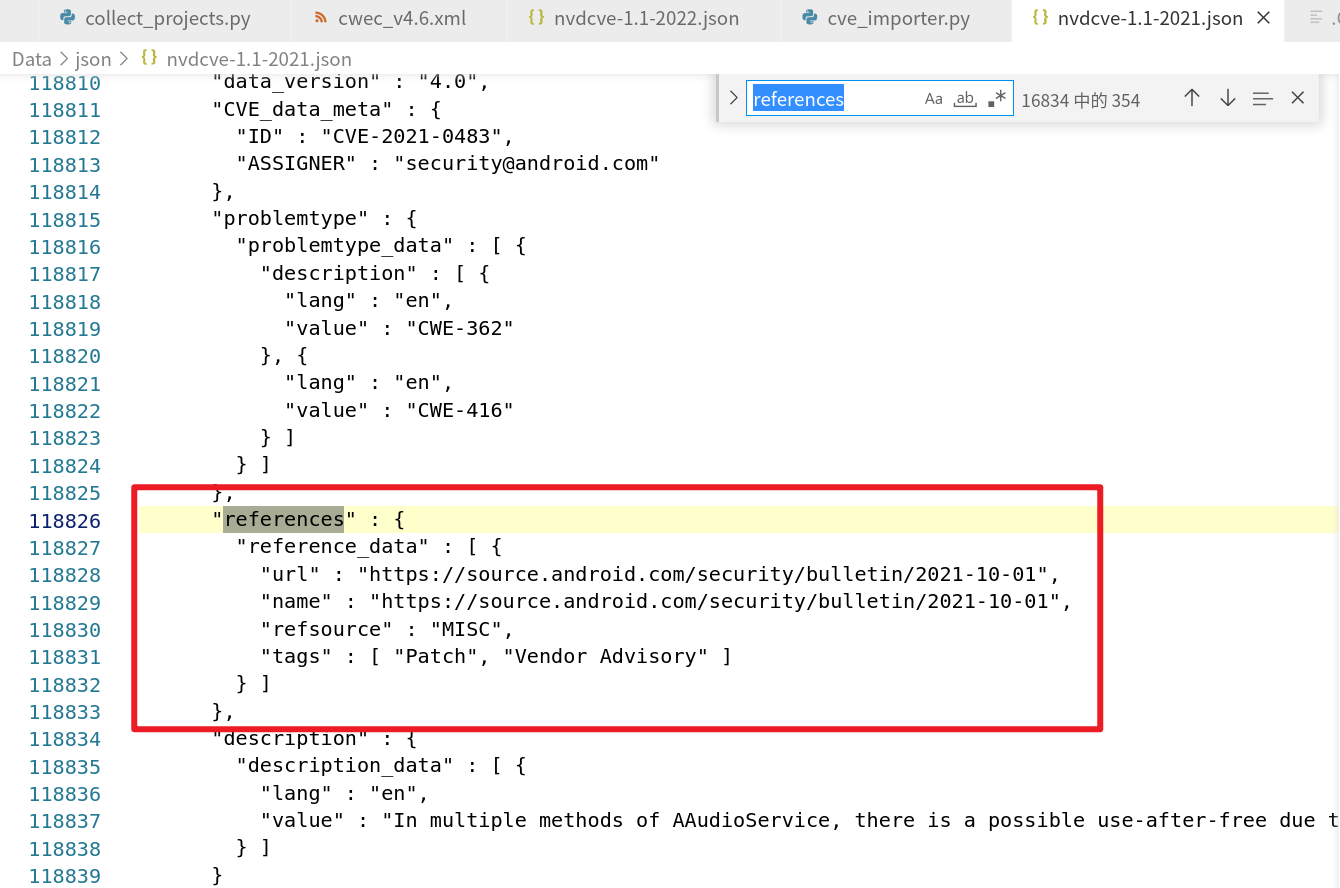 collect_projects.py cwec_v4.6.xml {} nvdcve-1.1-2022.json cve_importer.py {} nvdcve-1.1-2021.json
Data > json > {} nvdcve-1.1-2021.json
references Aa ab .* 16834 中的 354
118810 "data_version" : "4.0",
118811 "CVE_data_meta" : {
118812 "ID" : "CVE-2021-0483",
118813 "ASSIGNER" : "security@android.com"
118814 },
118815 "problemtype" : {
118816 "problemtype_data" : [ {
118817 "description" : [ {
118818 "lang" : "en",
118819 "value" : "CWE-362"
118820 }, {
118821 "lang" : "en",
118822 "value" : "CWE-416"
118823 } ]
118824 } ]
118825 },
118826 "references" : {
118827 "reference_data" : [ {
118828 "url" : "https://source.android.com/security/bulletin/2021-10-01",
118829 "name" : "https://source.android.com/security/bulletin/2021-10-01",
118830 "refsource" : "MISC",
118831 "tags" : [ "Patch", "Vendor Advisory" ]
118832 } ]
118833 },
118834 "description" : {
118835 "description_data" : [ {
118836 "lang" : "en",
118837 "value" : "In multiple methods of AAudioService, there is a possible use-after-free due t
118838 } ]
118839 }